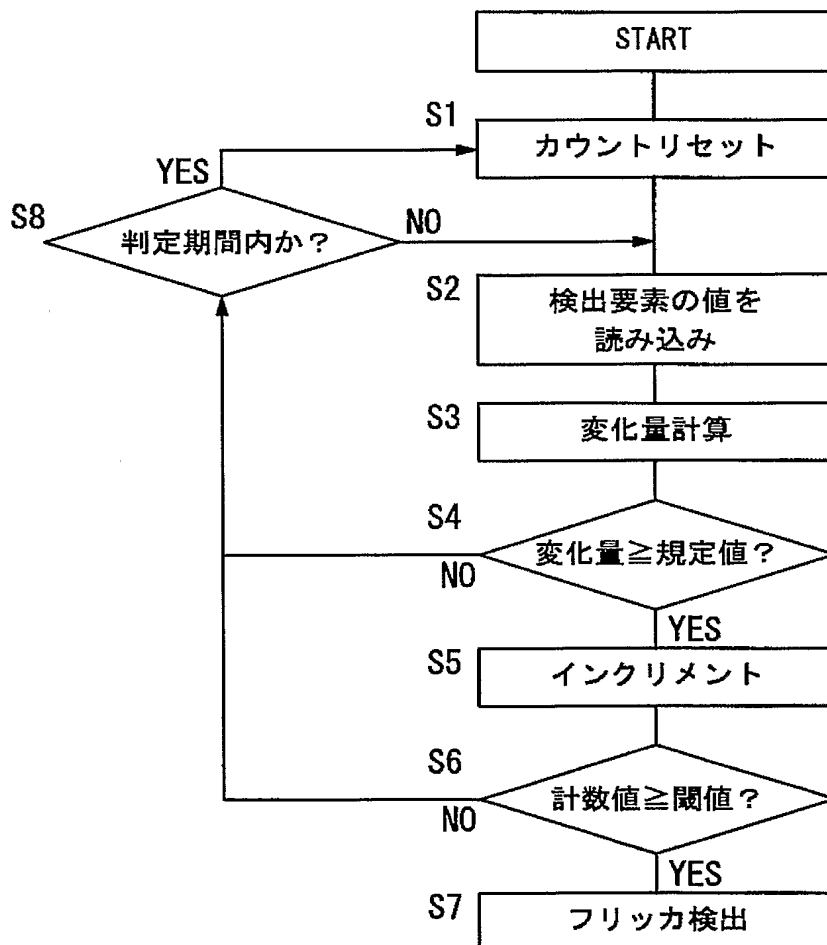 START
S1
カウントリセット
YES
S8
判定期間内か？
NO
S2
検出要素の値を
読み込み
S3
変化量計算
S4
変化量≧規定値？
NO
YES
S5
インクリメント
S6
計数値≧閾値？
NO
YES
S7
フリッカ検出